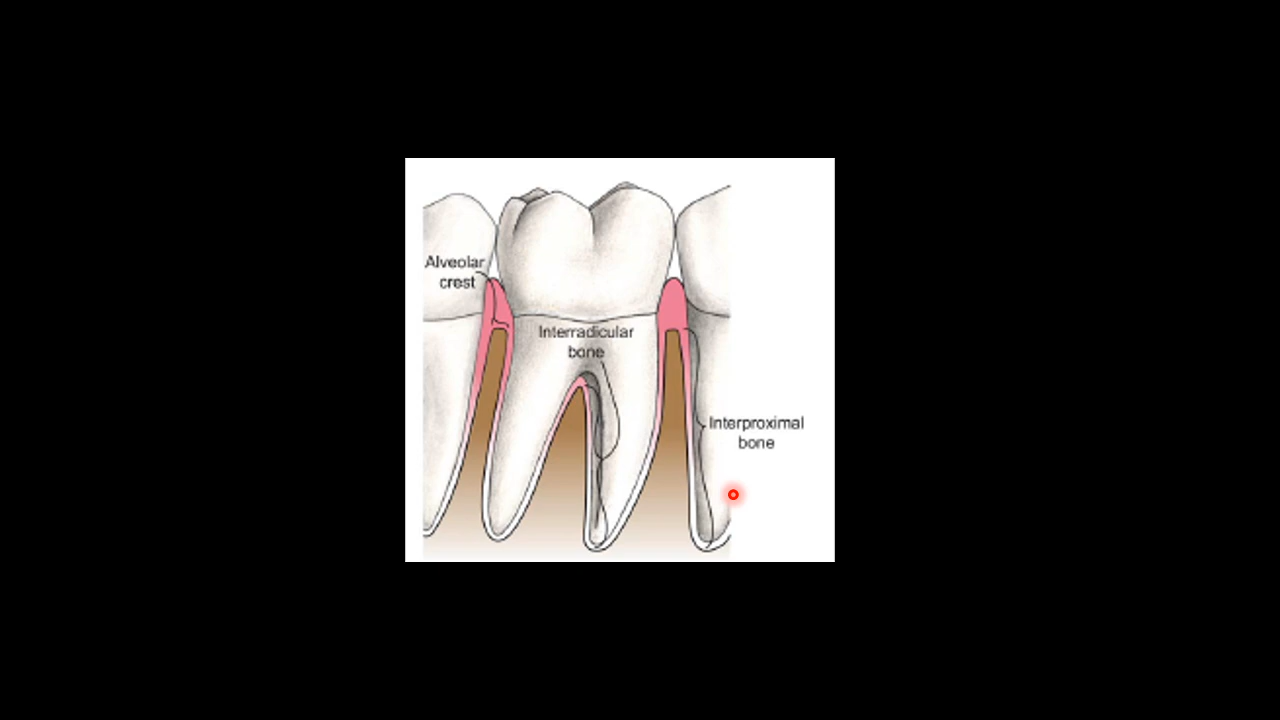 Alveolar
crest
Interradicular
bone
Interproximal
bone